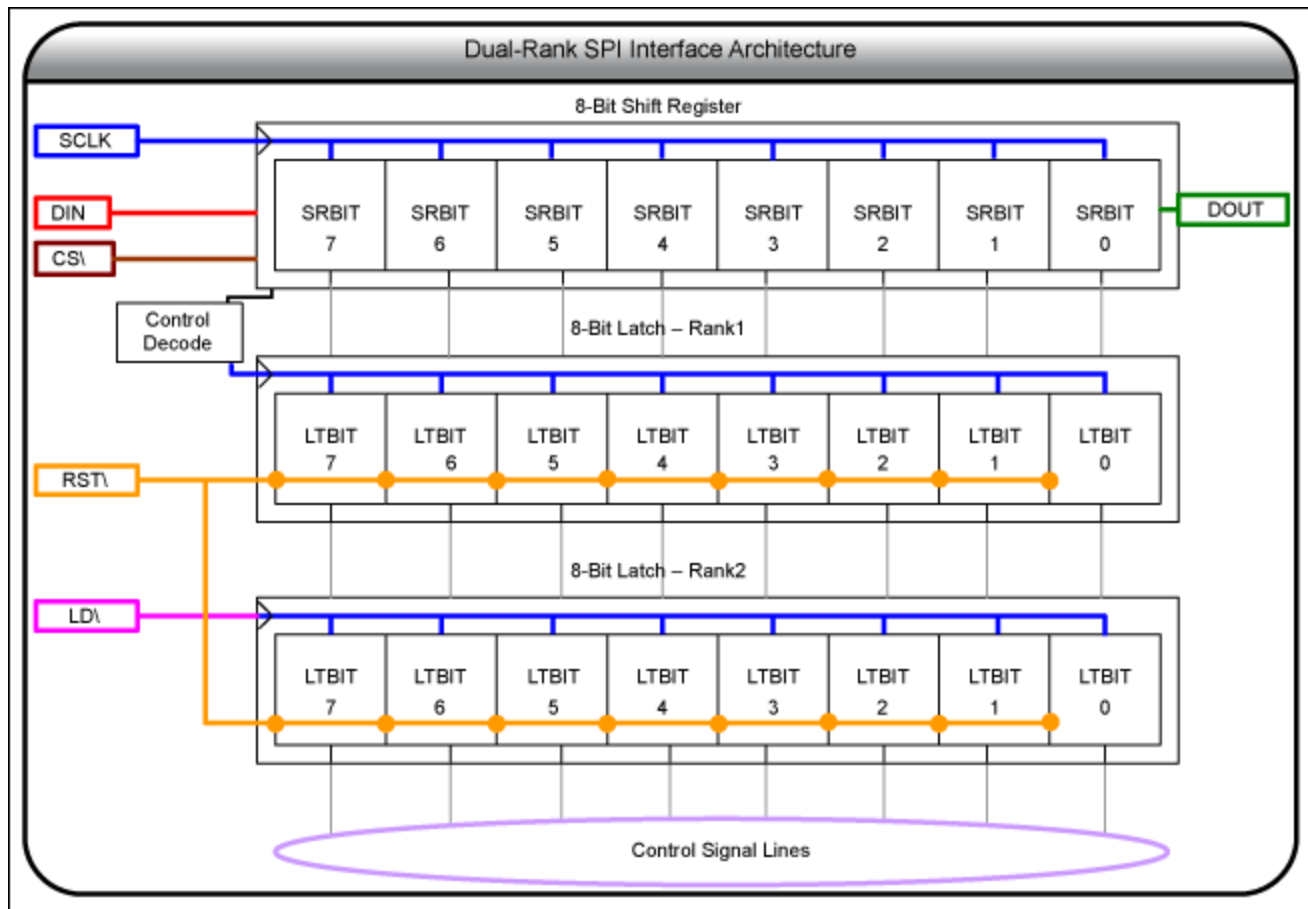 Dual-Rank SPI Interface Architecture
8-Bit Shift Register
SCLK
DIN
CS\
SRBIT SRBIT SRBIT SRBIT SRBIT SRBIT SRBIT SRBIT
7 6 5 4 3 2 1 0
DOUT
Control
Decode
8-Bit Latch – Rank1
LTBIT LTBIT LTBIT LTBIT LTBIT LTBIT LTBIT LTBIT
7 6 5 4 3 2 1 0
RST\
8-Bit Latch – Rank2
LD\
LTBIT LTBIT LTBIT LTBIT LTBIT LTBIT LTBIT LTBIT
7 6 5 4 3 2 1 0
Control Signal Lines